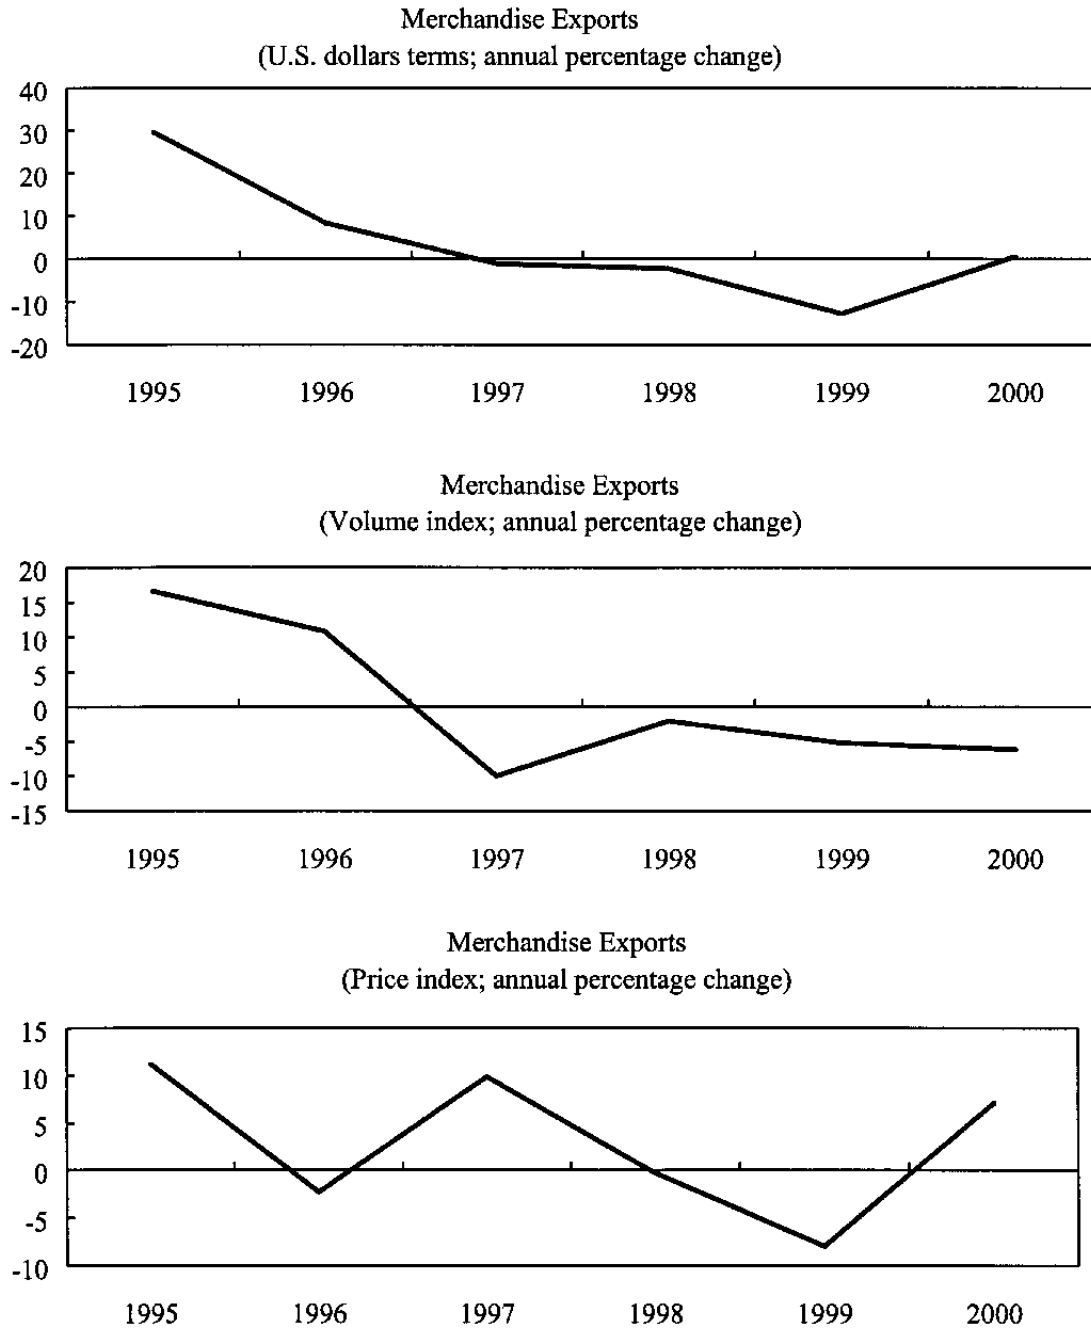 Merchandise Exports
(U.S. dollars terms; annual percentage change)
40
30
20
10
0
-10
-20
1995 1996 1997 1998 1999 2000
Merchandise Exports
(Volume index; annual percentage change)
20
15
10
5
0
-5
-10
-15
1995 1996 1997 1998 1999 2000
Merchandise Exports
(Price index; annual percentage change)
15
10
5
0
-5
-10
1995 1996 1997 1998 1999 2000